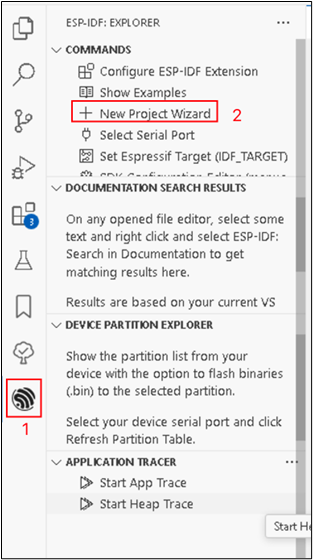 ESP-IDF: EXPLORER
COMMANDS
Configure ESP-IDF Extension
Show Examples
New Project Wizard
2
Select Serial Port
Set Espressif Target (IDF_TARGET)
DOCUMENTATION SEARCH RESULTS
On any opened file editor, select some
text and right click and select ESP-IDF:
Search in Documentation to get
matching results here.
3
Results are based on your current VS
DEVICE PARTITION EXPLORER
Show the partition list from your
device with the option to flash binaries
(.bin) to the selected partition.
1
Select your device serial port and click
Refresh Partition Table.
APPLICATION TRACER
Start App Trace
Start Heap Trace
Start He